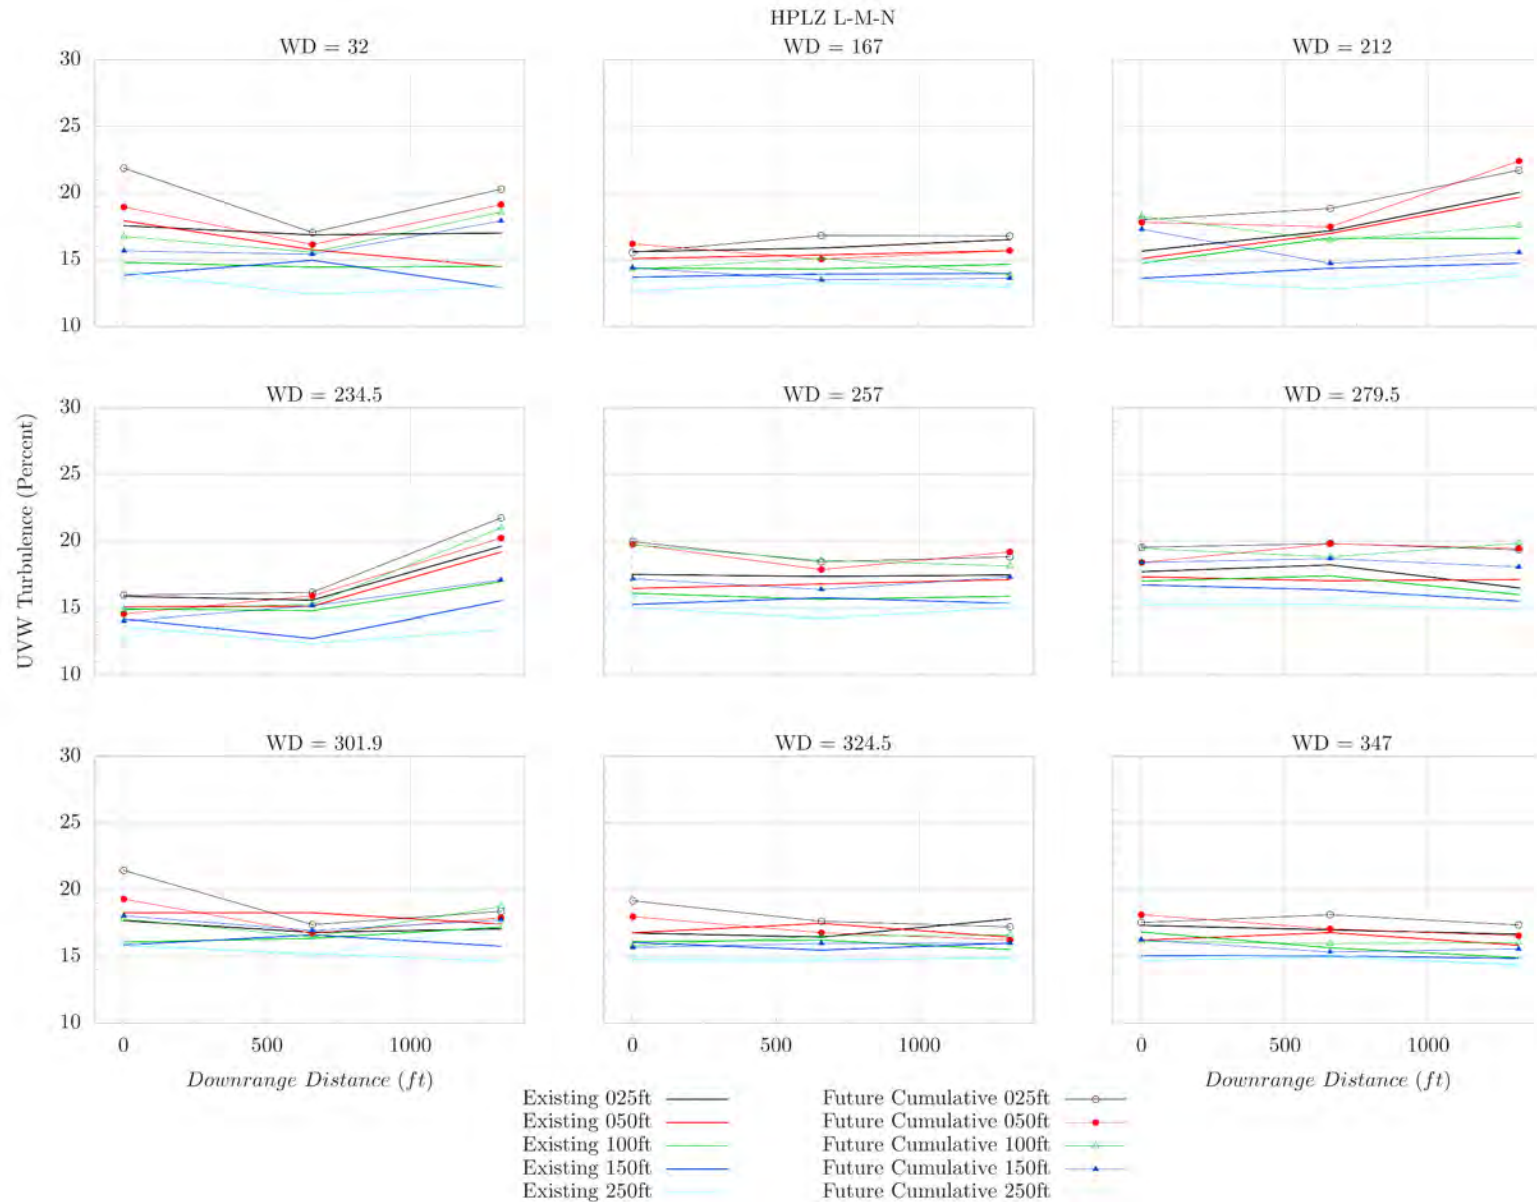 HPLZ L-M-N
WD = 32
WD = 167
WD = 212
30
25
20
15
10
WD = 234.5
WD = 257
WD = 279.5
30
25
20
15
10
UVW Turbulence (Percent)
WD = 301.9
WD = 324.5
WD = 347
30
25
20
15
10
0 500 1000
0 500 1000
0 500 1000
Downrange Distance (ft)
Downrange Distance (ft)
Existing 025ft
Existing 050ft
Existing 100ft
Existing 150ft
Existing 250ft
Future Cumulative 025ft
Future Cumulative 050ft
Future Cumulative 100ft
Future Cumulative 150ft
Future Cumulative 250ft